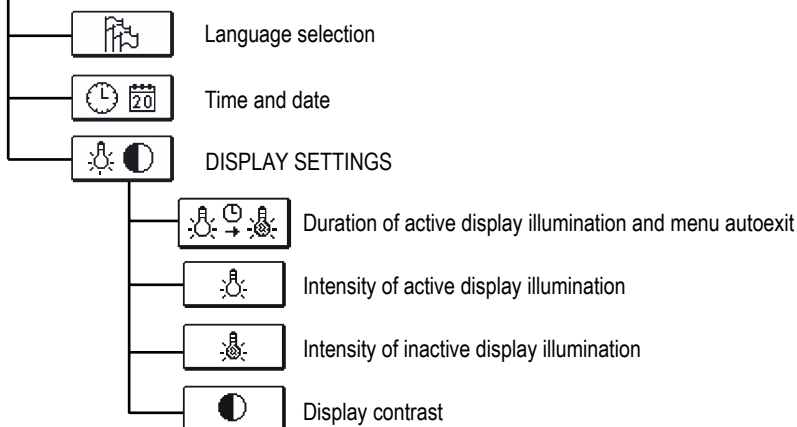 Language selection
20
Time and date
DISPLAY SETTINGS
Duration of active display illumination and menu autoexit
Intensity of active display illumination
Intensity of inactive display illumination
Display contrast